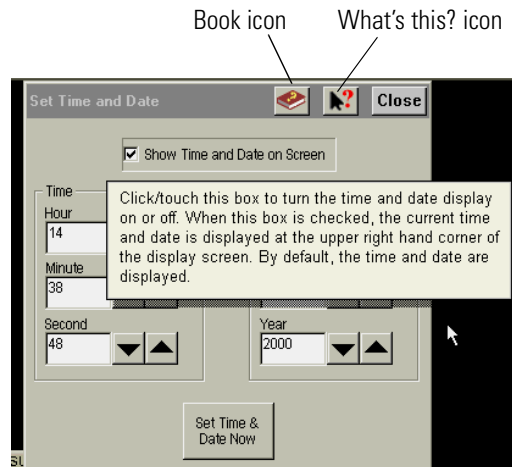 Book icon What's this? icon
Set Time and Date Close
Show Time and Date on Screen
Time
Hour
14
Click/touch this box to turn the time and date display
on or off. When this box is checked, the current time
and date is displayed at the upper right hand corner of
the display screen. By default, the time and date are
displayed.
Minute
38
Second
48
Year
2000
Set Time &
Date Now